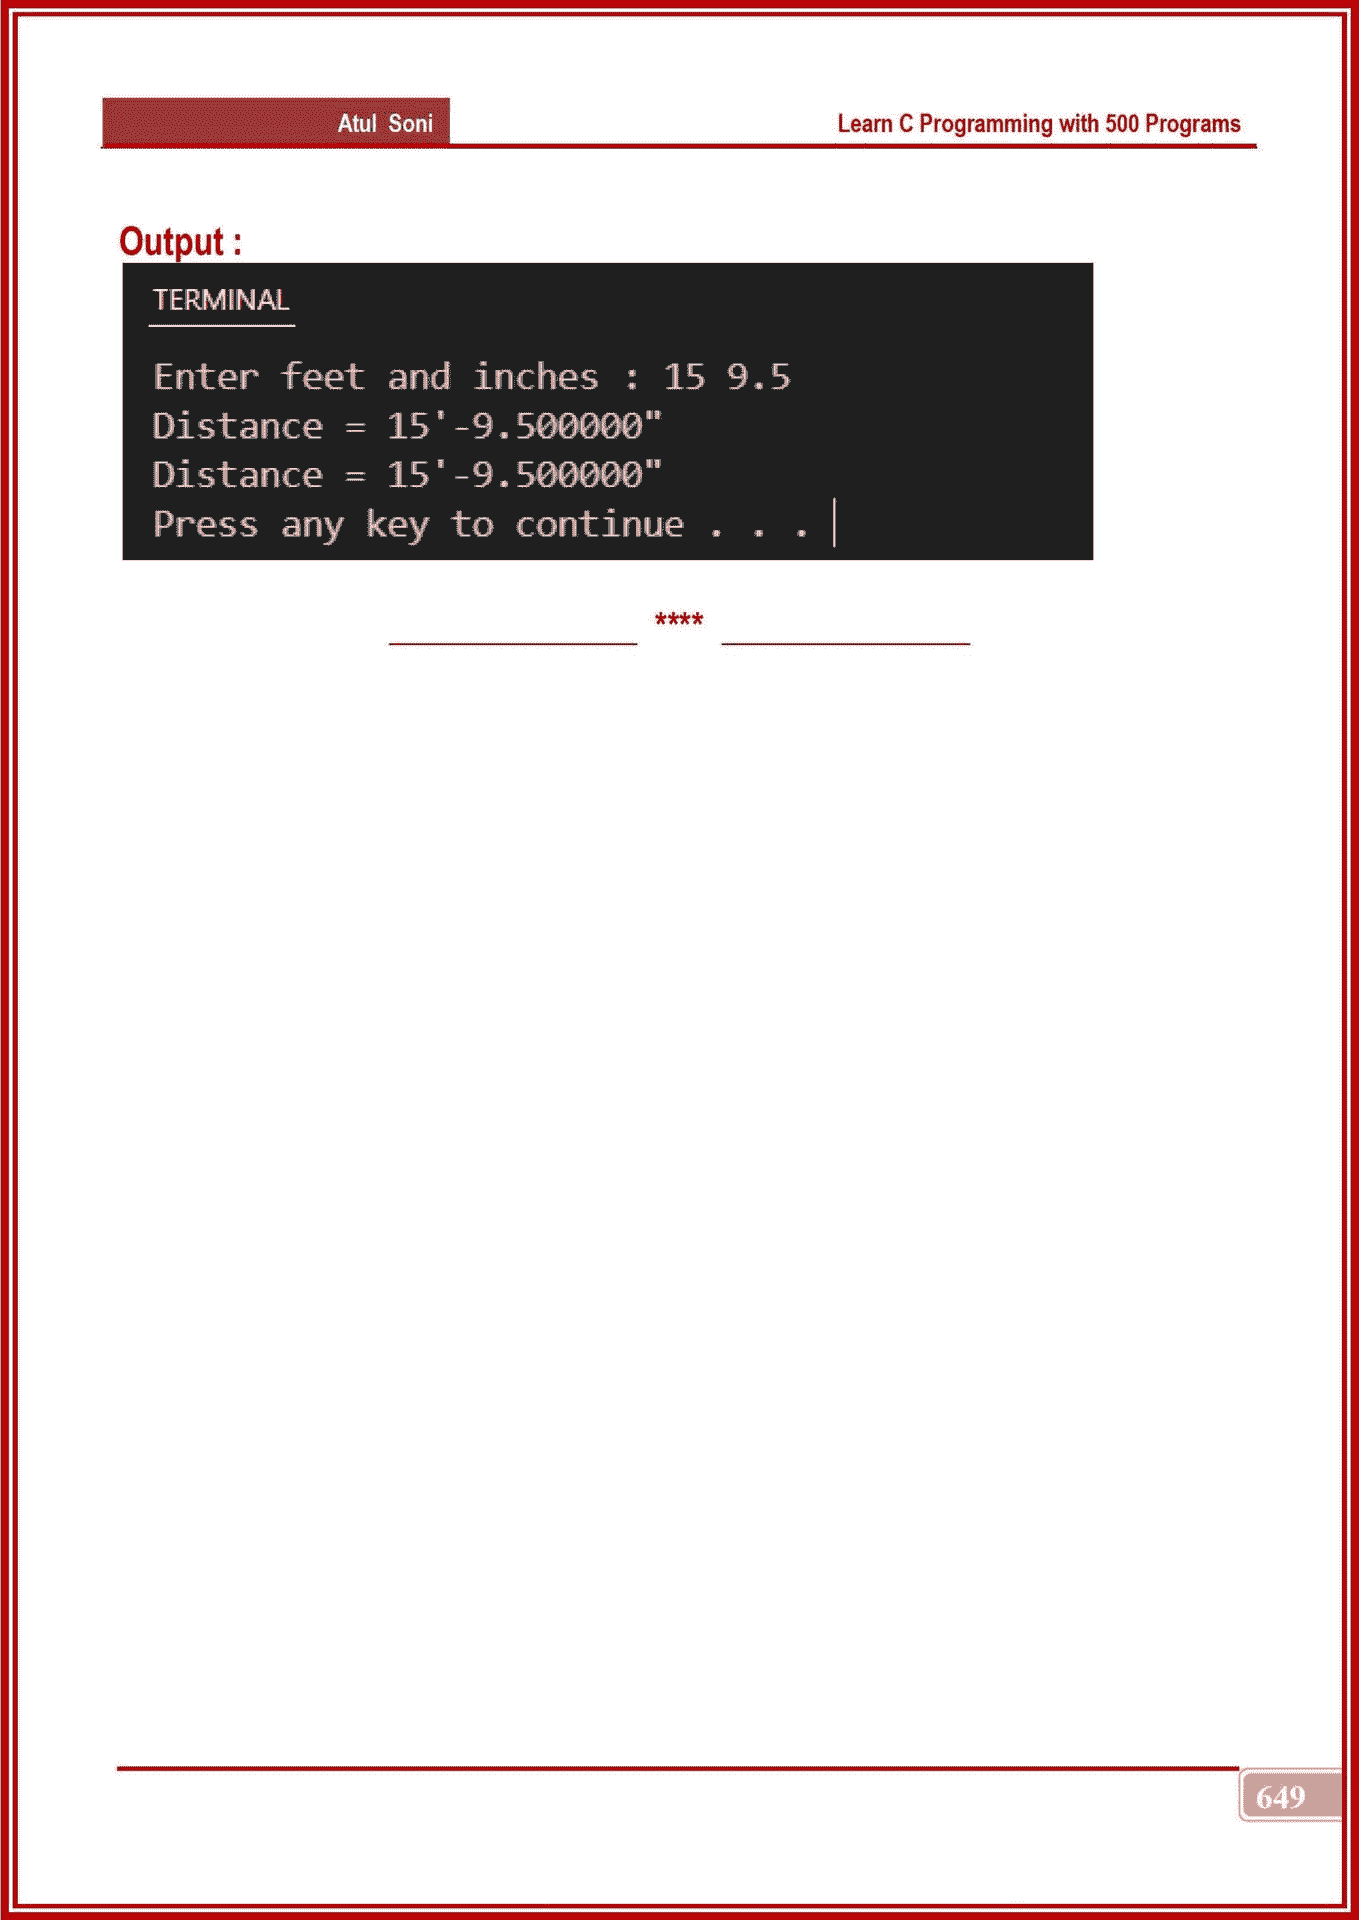 Atul Soni
Learn C Programming with 500 Programs
Output :
TERMINAL
Enter feet and inches : 15 9.5
Distance = 15'-9.500000"
Distance = 15'-9.500000"
Press any key to continue . . .
****
649